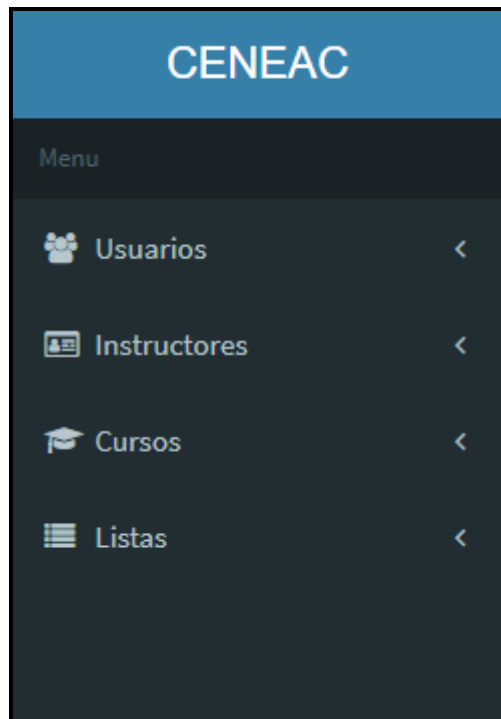 CENEAC
Menu
Usuarios
Instructores
Cursos
Listas